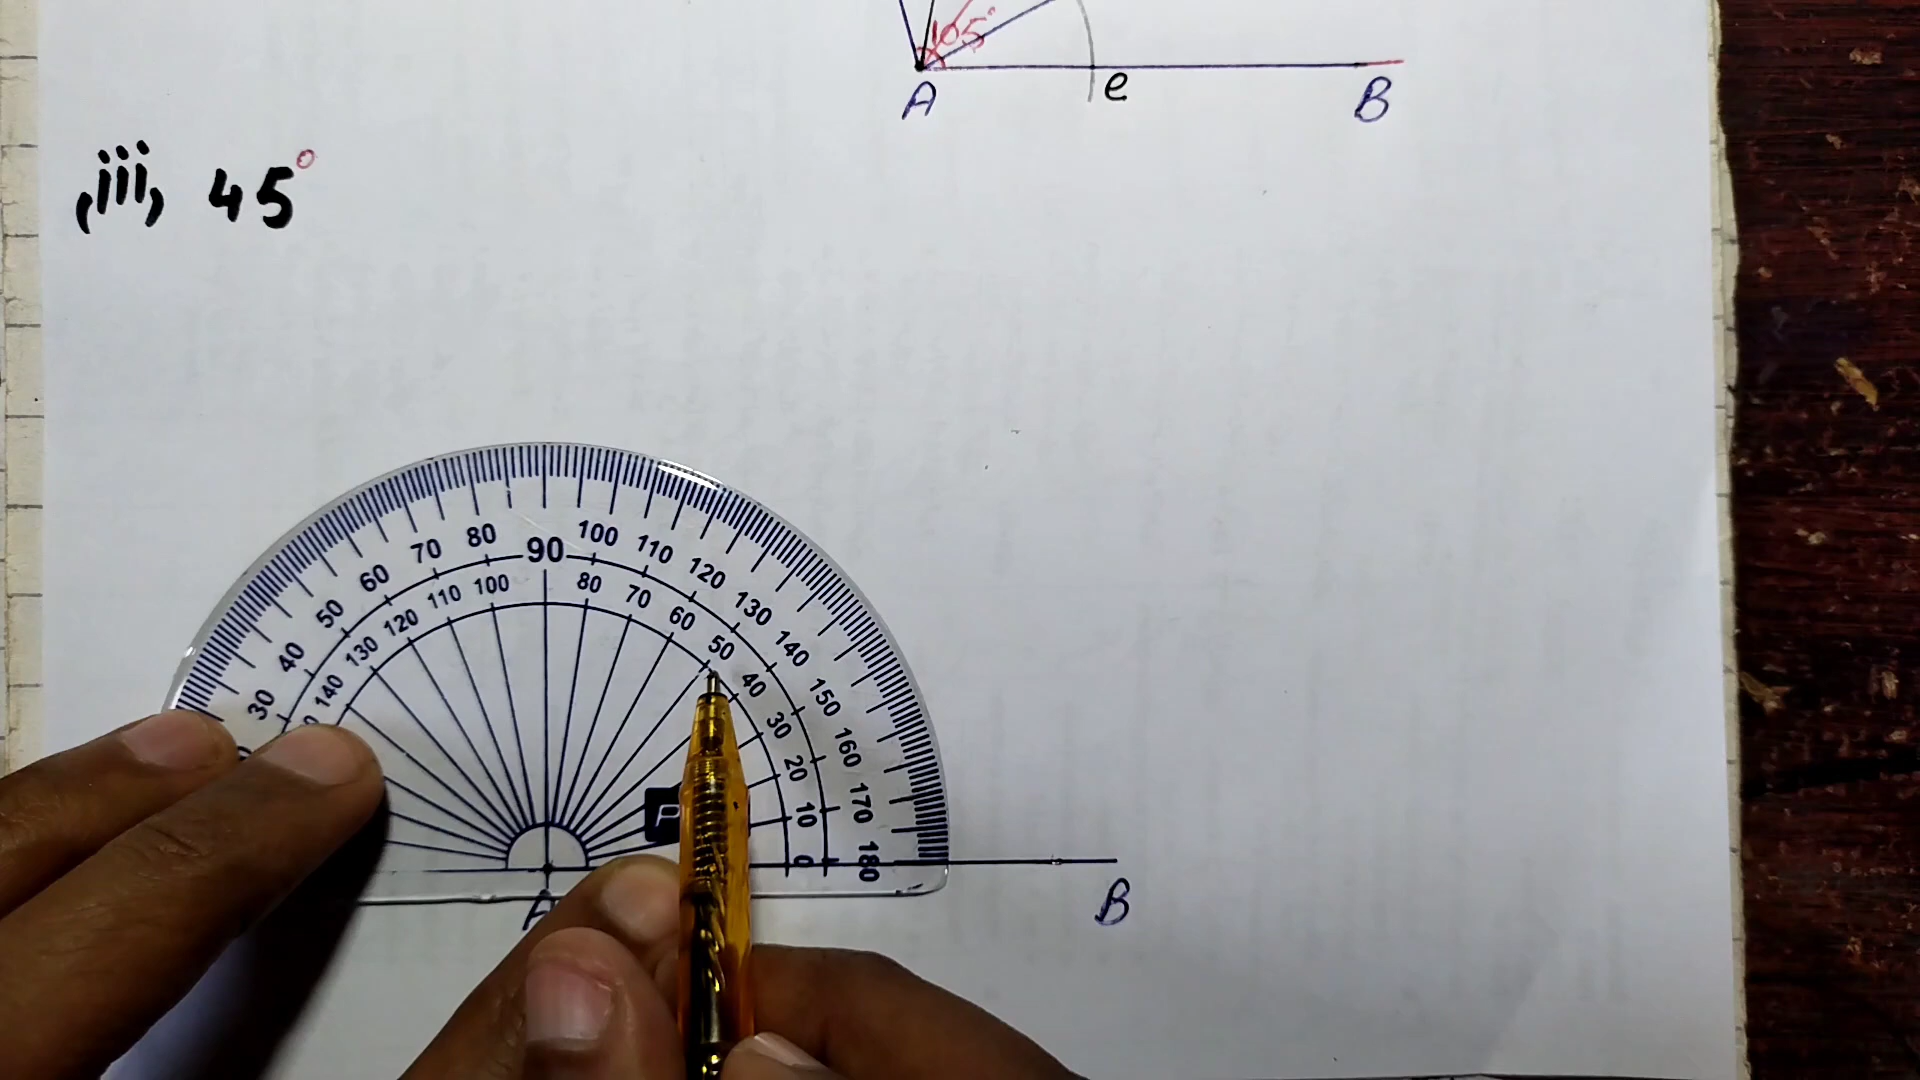 105°
A e B
,iii, 45°
70 80 90 100 110
60 120
50 100 80 130
40 110 70 140
30 120 60 150
130 50 160
140 40 170
30 180
20
10
0
P
A B